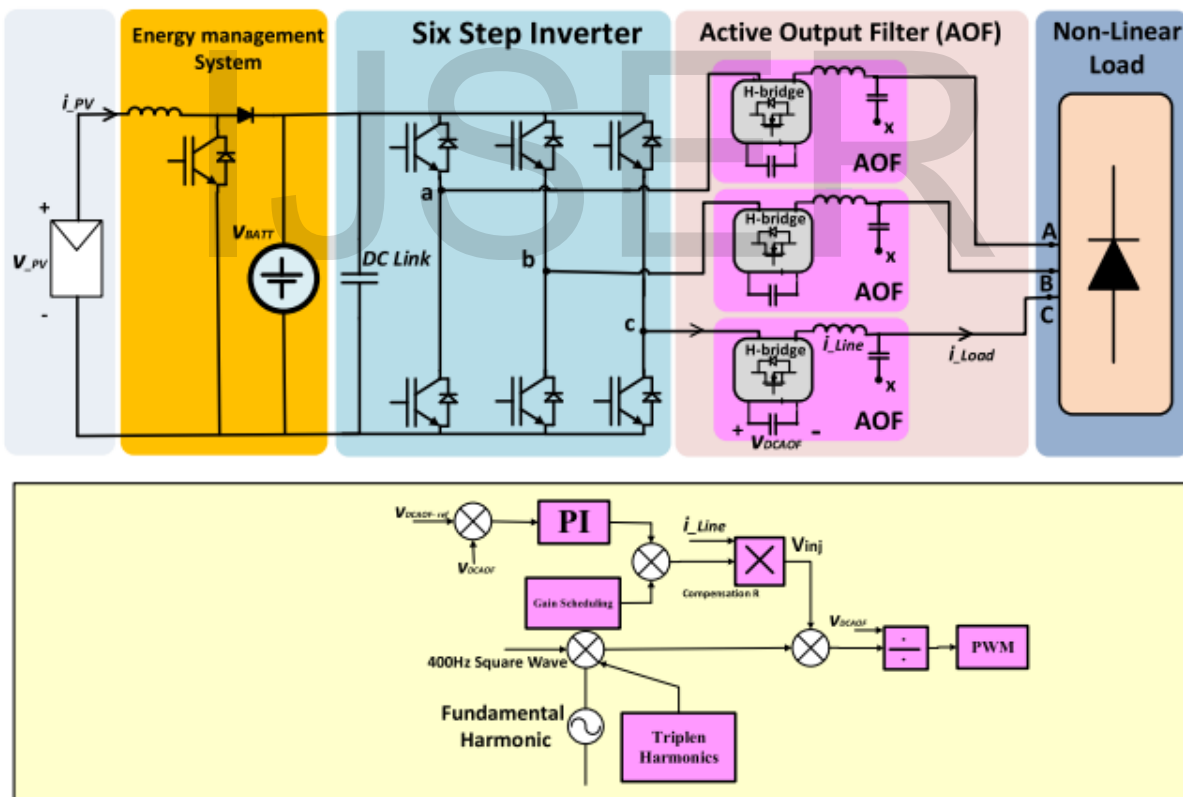 IJSER
Energy management
System
Six Step Inverter
Active Output Filter (AOF)
Non-Linear
Load
i_PV
+
v_PV
-
v_BATT
DC Link
a
b
c
H-bridge
x
AOF
H-bridge
x
AOF
H-bridge
i_Line
x
AOF
+ v_DCAOF -
i_Load
A
B
C
v_DCAOF-ref
v_DCAOF
PI
i_Line
Vinj
Compensation R
Gain Scheduling
400Hz Square Wave
v_DCAOF
PWM
Fundamental
Harmonic
Triplen
Harmonics